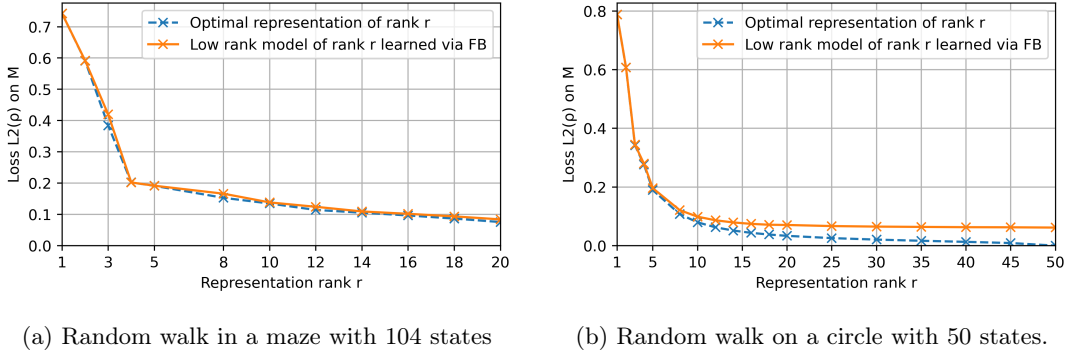 Loss L2(ρ) on M
0.7
0.6
0.5
0.4
0.3
0.2
0.1
0.0
Optimal representation of rank r
Low rank model of rank r learned via FB
1 3 5 8 10 12 14 16 18 20
Representation rank r
(a) Random walk in a maze with 104 states
Loss L2(ρ) on M
0.8
0.6
0.4
0.2
0.0
Optimal representation of rank r
Low rank model of rank r learned via FB
1 5 10 15 20 25 30 35 40 45 50
Representation rank r
(b) Random walk on a circle with 50 states.